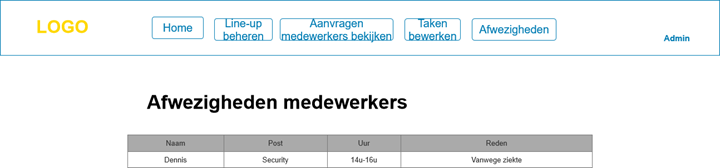 LOGO
Home
Line-up
beheren
Aanvragen
medewerkers bekijken
Taken
bewerken
Afwezigheden
Admin
Afwezigheden medewerkers
Naam Post Uur Reden
Dennis Security 14u-16u Vanwege ziekte